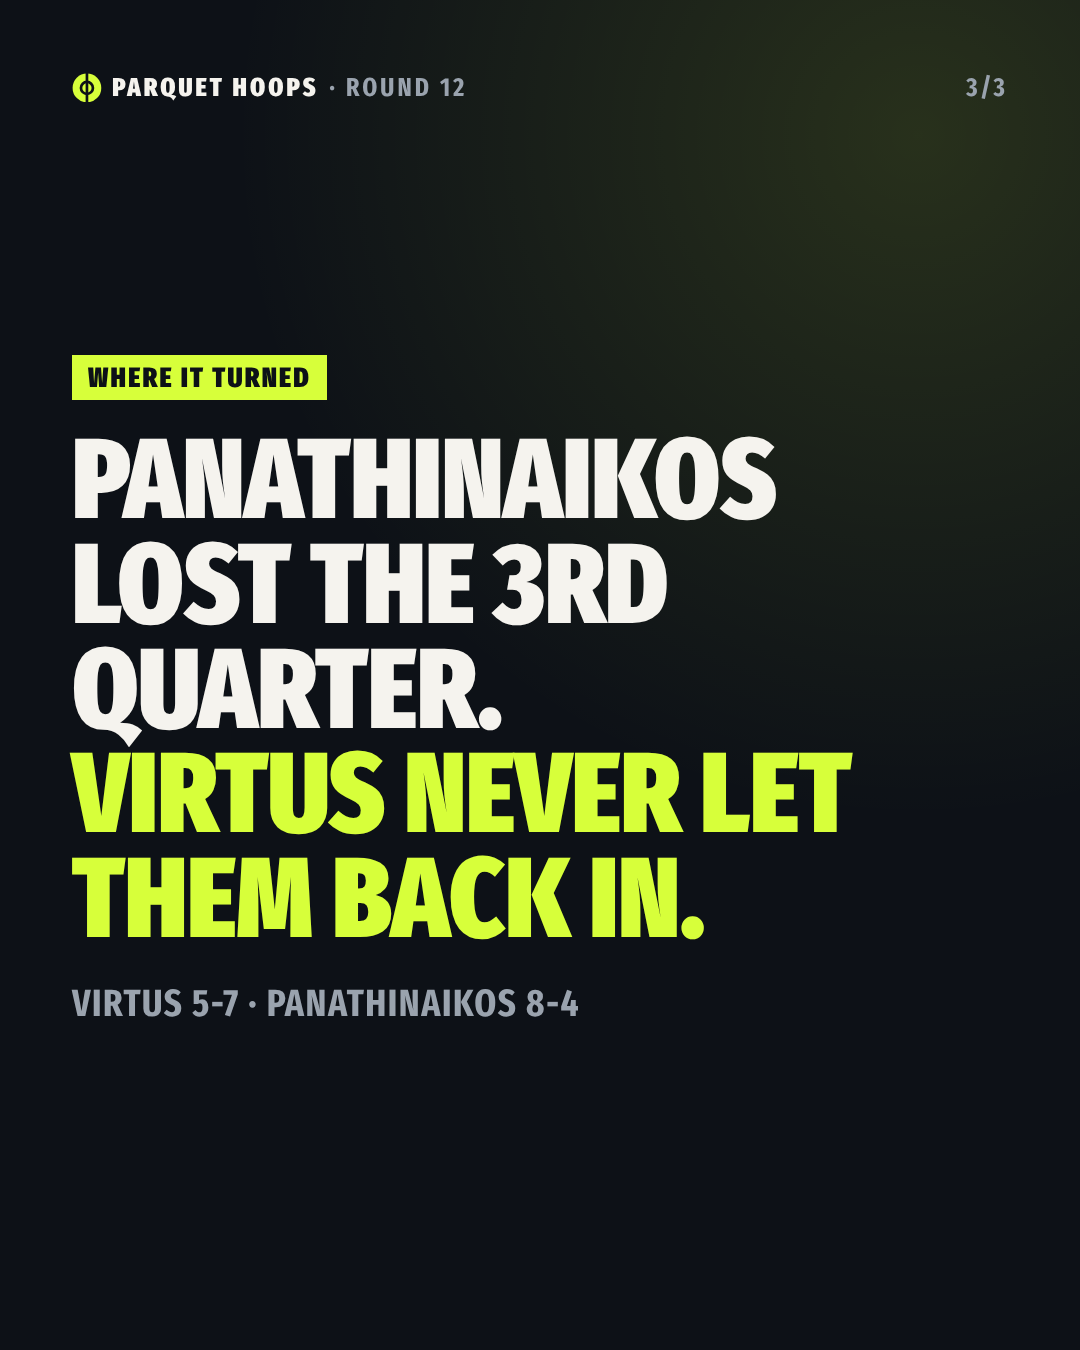 PARQUET HOOPS · ROUND 12
3/3
WHERE IT TURNED
PANATHINAIKOS
LOST THE 3RD
QUARTER.
VIRTUS NEVER LET
THEM BACK IN.
VIRTUS 5-7 · PANATHINAIKOS 8-4